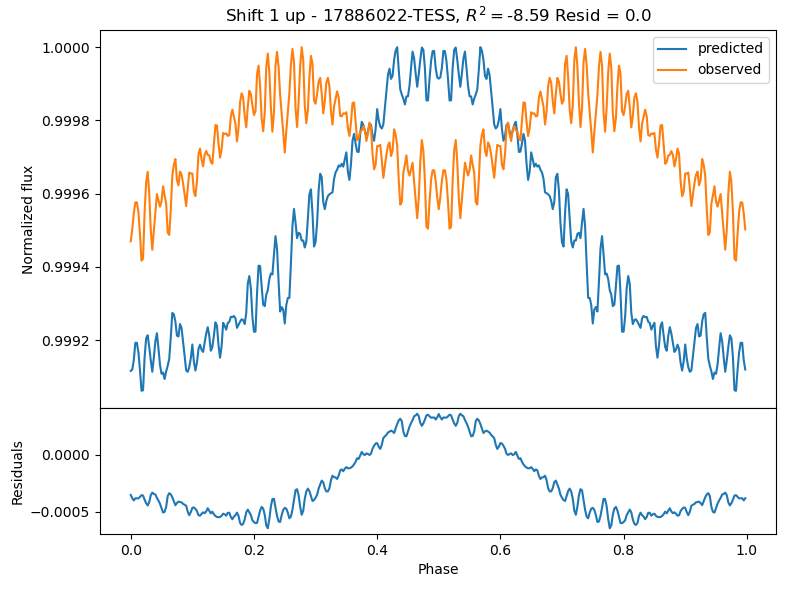 Shift 1 up - 17886022-TESS, R² = -8.59 Resid = 0.0
predicted
observed
Normalized flux
1.0000
0.9998
0.9996
0.9994
0.9992
Residuals
0.0000
−0.0005
0.0
0.2
0.4
0.6
0.8
1.0
Phase